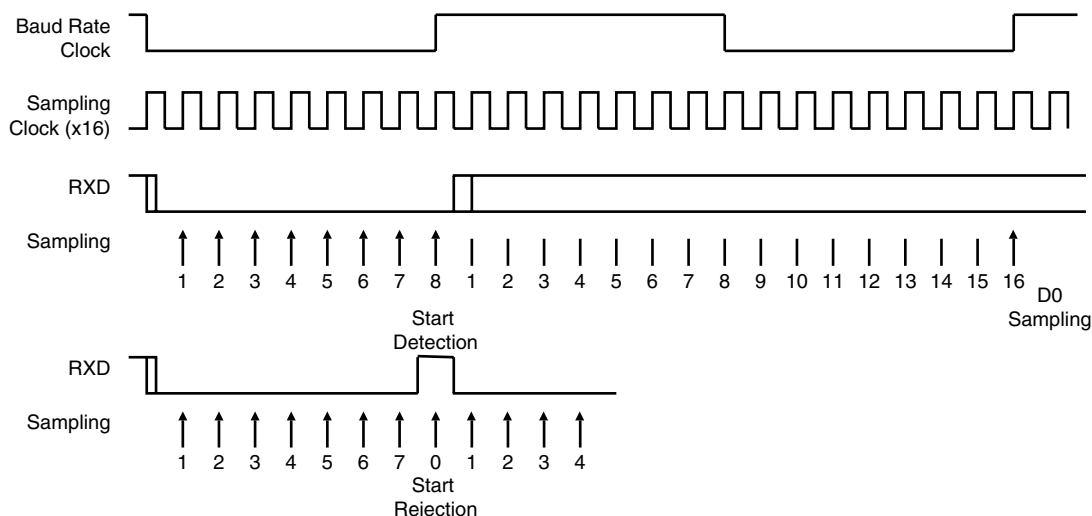 Baud Rate
Clock
Sampling
Clock (x16)
RXD
Sampling
1 2 3 4 5 6 7 8 1 2 3 4 5 6 7 8 9 10 11 12 13 14 15 16
D0
Sampling
Start
Detection
RXD
Sampling
1 2 3 4 5 6 7 0 1 2 3 4
Start
Rejection